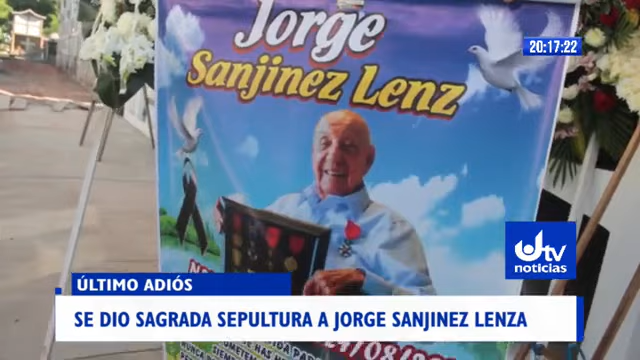 Jorge
Sanjinez Lenz
20:17:22
utv
noticias
ÚLTIMO ADIÓS
SE DIO SAGRADA SEPULTURA A JORGE SANJINEZ LENZA